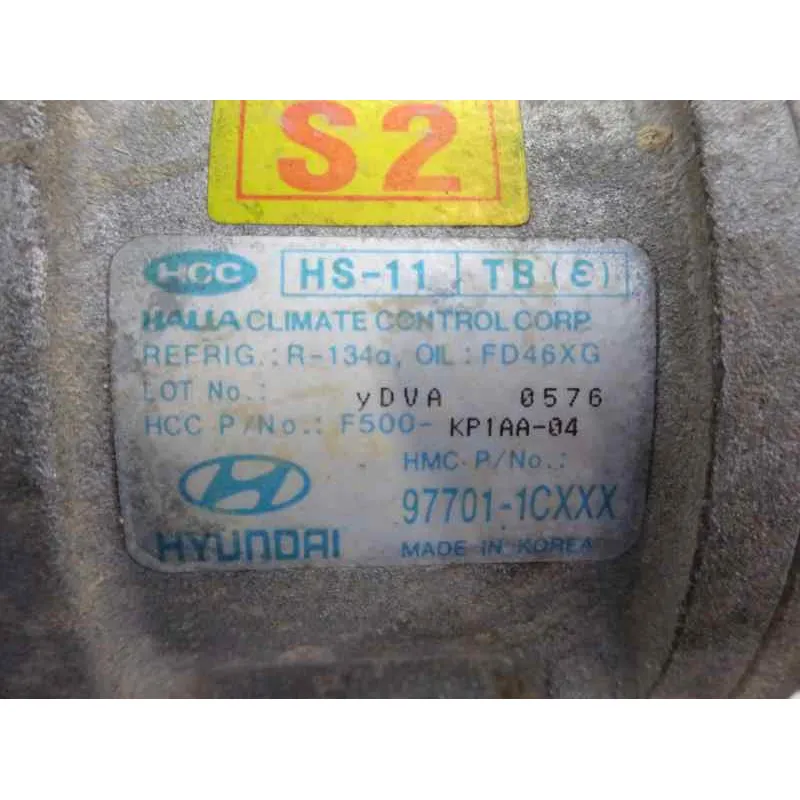 S2
HCC HS-11 TB (ε)
HALLA CLIMATE CONTROL CORP.
REFRIG.: R-134a, OIL : FD46XG
LOT No.: yDVA 0576
HCC P/No.: F500-KP1AA-04
HMC P/No.:
97701-1CXXX
HYUNDAI MADE IN KOREA